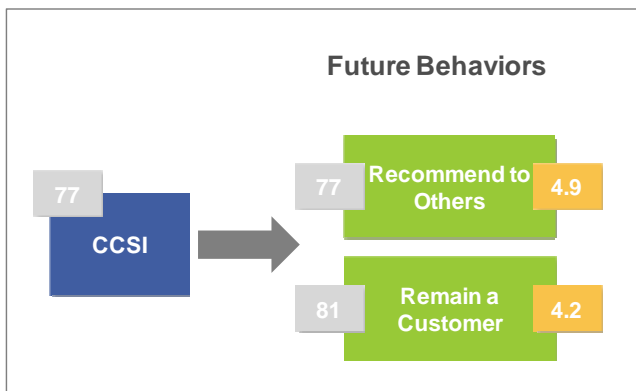 Future Behaviors
77
CCSI
77
Recommend to
Others
4.9
81
Remain a
Customer
4.2